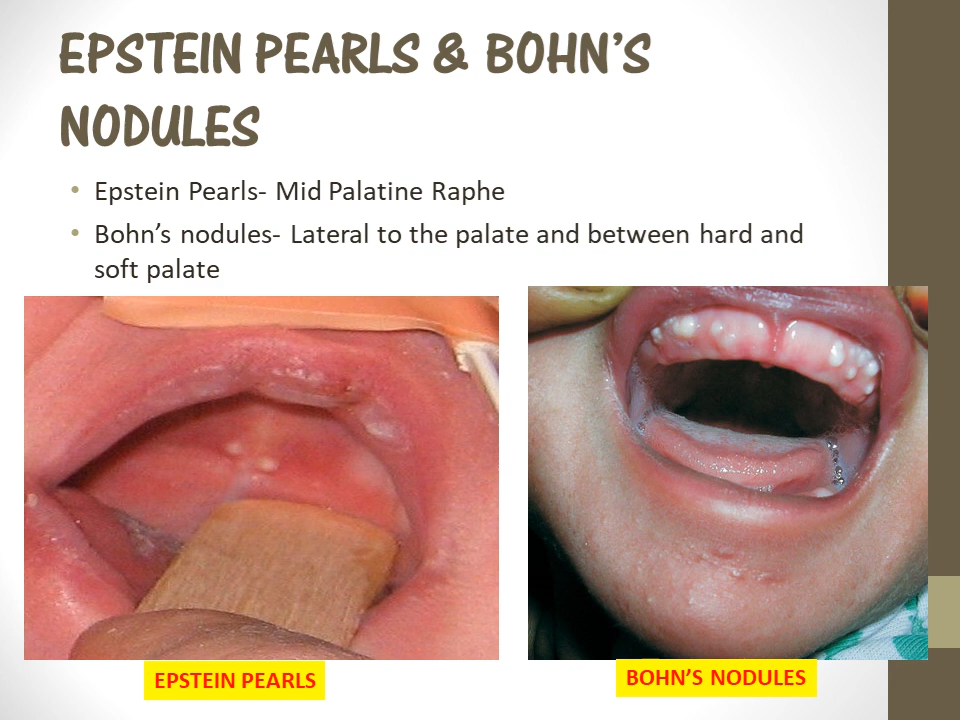 EPSTEIN PEARLS & BOHN’S
NODULES
• Epstein Pearls- Mid Palatine Raphe
• Bohn’s nodules- Lateral to the palate and between hard and
soft palate
EPSTEIN PEARLS
BOHN’S NODULES